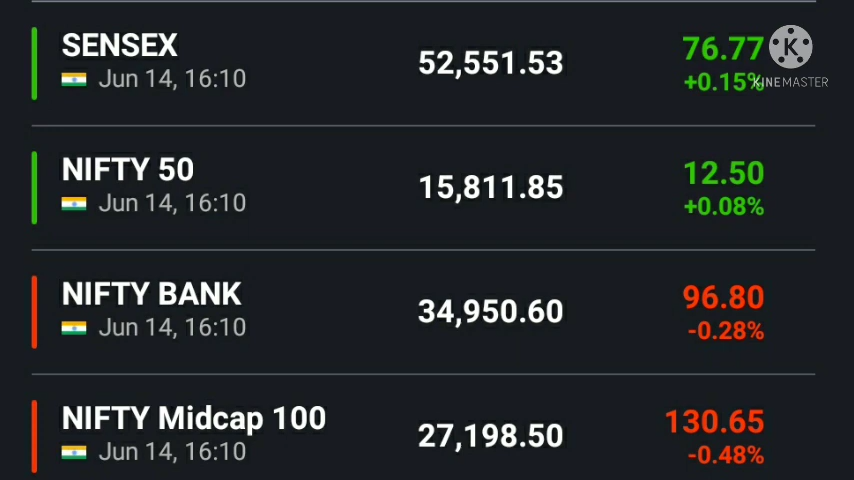 SENSEX
Jun 14, 16:10
52,551.53
76.77
+0.15%
K
KINEMASTER
NIFTY 50
Jun 14, 16:10
15,811.85
12.50
+0.08%
NIFTY BANK
Jun 14, 16:10
34,950.60
96.80
-0.28%
NIFTY Midcap 100
Jun 14, 16:10
27,198.50
130.65
-0.48%